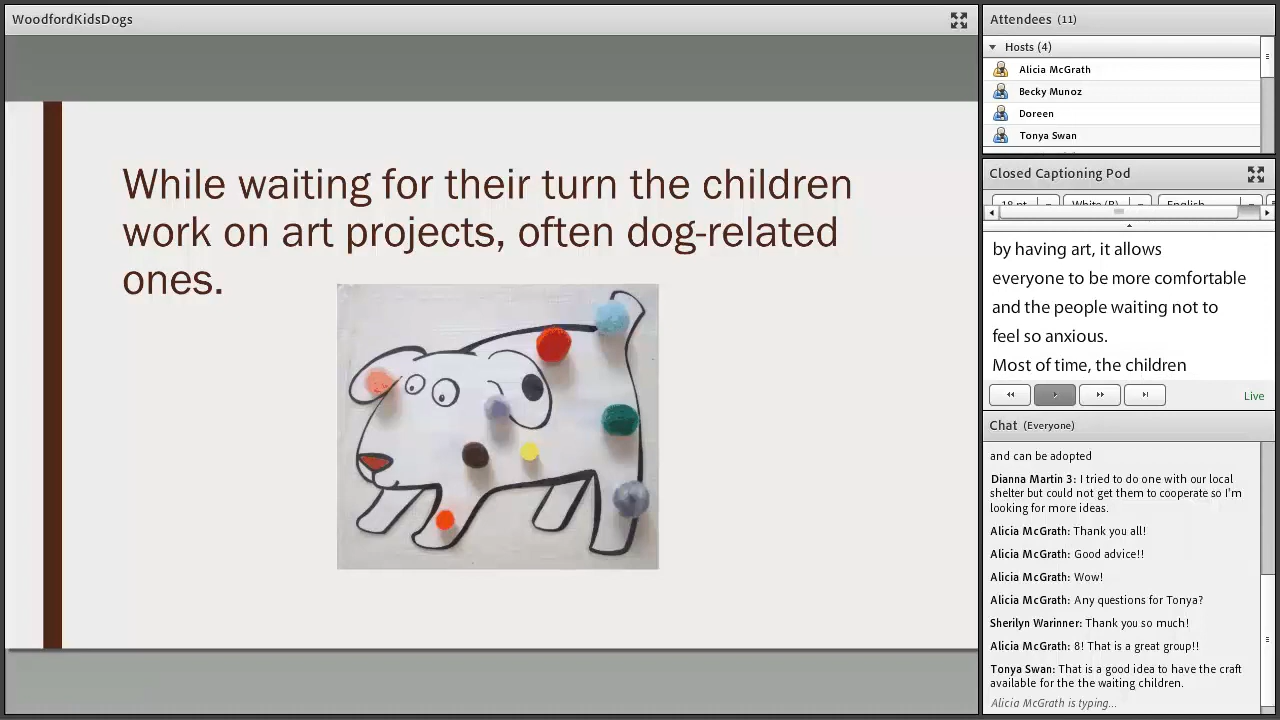 WoodfordKidsDogs
While waiting for their turn the children
work on art projects, often dog-related
ones.
Attendees (11)
Hosts (4)
Alicia McGrath
Becky Munoz
Doreen
Tonya Swan
Closed Captioning Pod
18 pt
White (B)
English
by having art, it allows
everyone to be more comfortable
and the people waiting not to
feel so anxious.
Most of time, the children
Live
Chat (Everyone)
and can be adopted
Dianna Martin 3: I tried to do one with our local
shelter but could not get them to cooperate so I'm
looking for more ideas.
Alicia McGrath: Thank you all!
Alicia McGrath: Good advice!!
Alicia McGrath: Wow!
Alicia McGrath: Any questions for Tonya?
Sherilyn Warinner: Thank you so much!
Alicia McGrath: 8! That is a great group!!
Tonya Swan: That is a good idea to have the craft
available for the the waiting children.
Alicia McGrath is typing...